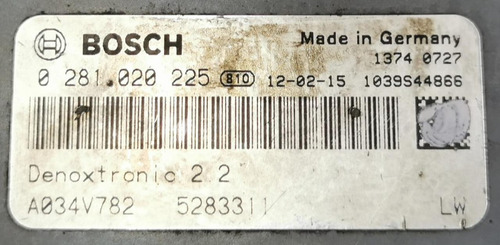 BOSCH
Made in Germany
1374 0727
0 281 020 225 810 12-02-15 1039S44866
Denoxtronic 2.2
A034V782 5283311 LW